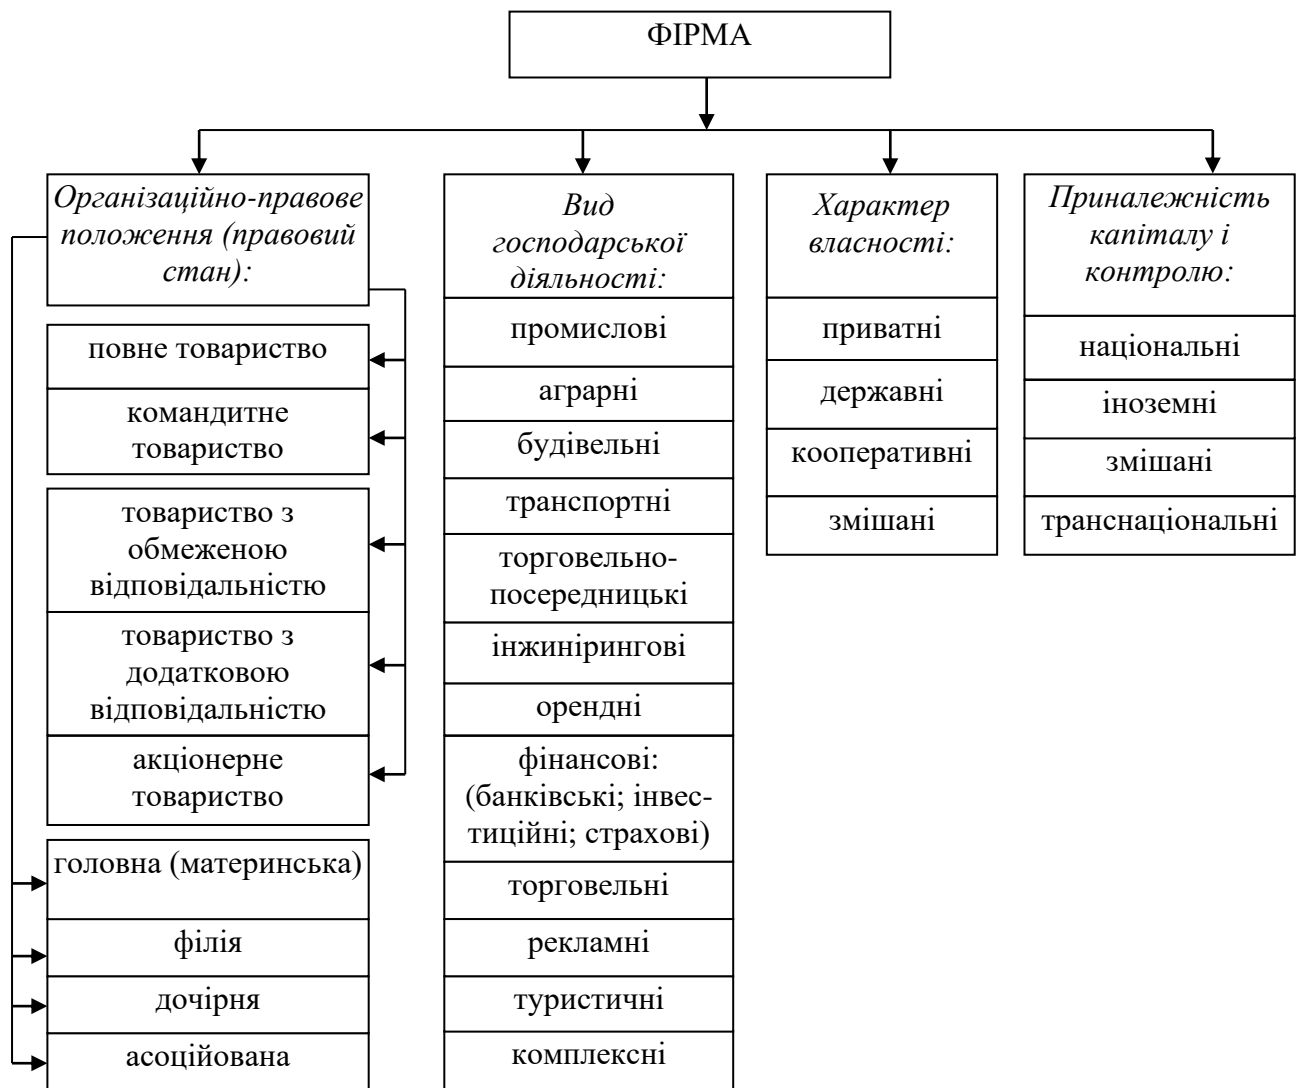 ФІРМА
Організаційно-правове
положення (правовий
стан):
повне товариство
командитне
товариство
товариство з
обмеженою
відповідальністю
товариство з
додатковою
відповідальністю
акціонерне
товариство
головна (материнська)
філія
дочірня
асоційована
Вид
господарської
діяльності:
промислові
аграрні
будівельні
транспортні
торговельно-
посередницькі
інжинірингові
орендні
фінансові:
(банківські; інвес-
тиційні; страхові)
торговельні
рекламні
туристичні
комплексні
Характер
власності:
приватні
державні
кооперативні
змішані
Приналежність
капіталу і
контролю:
національні
іноземні
змішані
транснаціональні